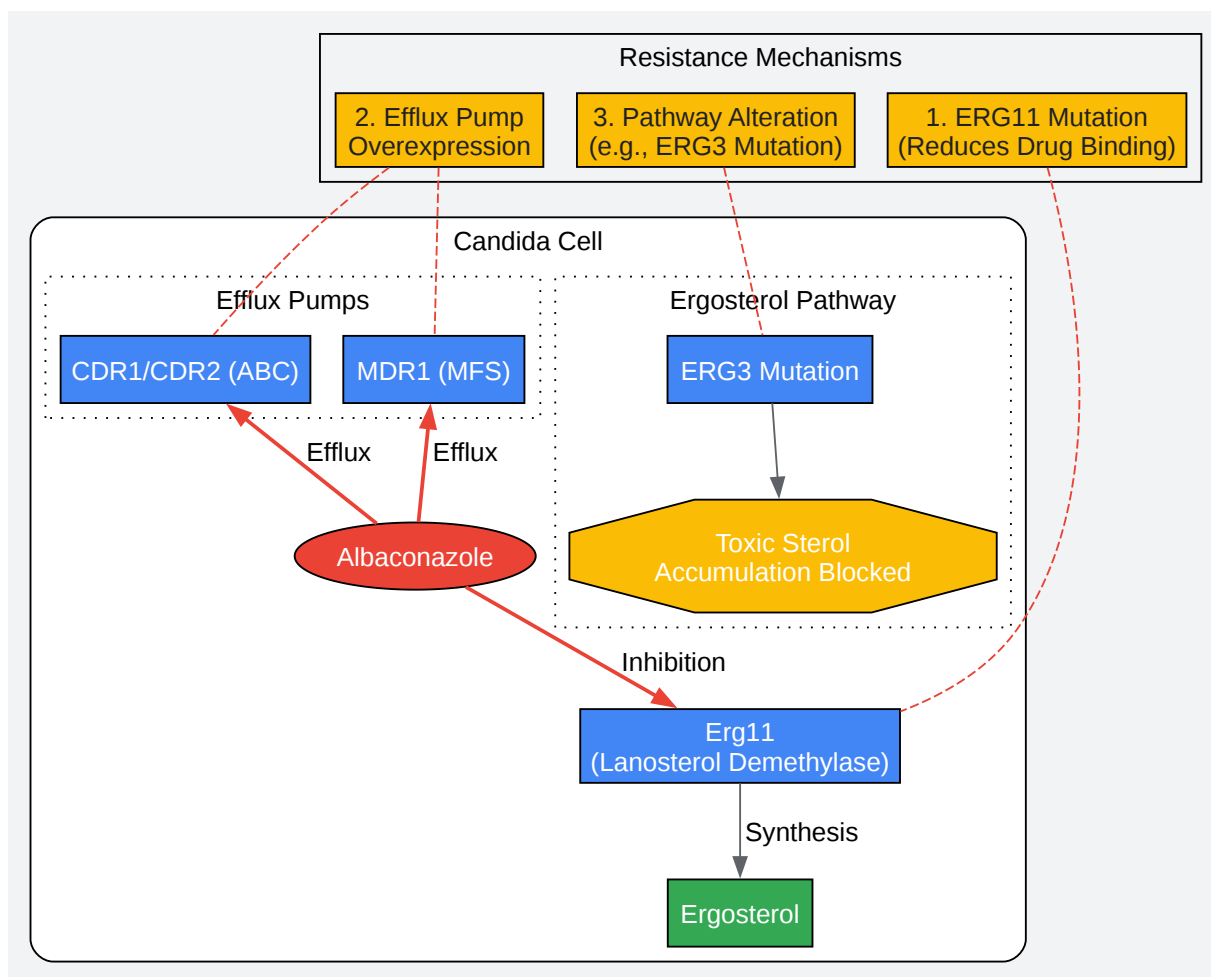 Resistance Mechanisms
2. Efflux Pump
Overexpression
3. Pathway Alteration
(e.g., ERG3 Mutation)
1. ERG11 Mutation
(Reduces Drug Binding)
Candida Cell
Efflux Pumps
Ergosterol Pathway
CDR1/CDR2 (ABC)
MDR1 (MFS)
ERG3 Mutation
Efflux
Efflux
Albaconazole
Toxic Sterol
Accumulation Blocked
Inhibition
Erg11
(Lanosterol Demethylase)
Synthesis
Ergosterol